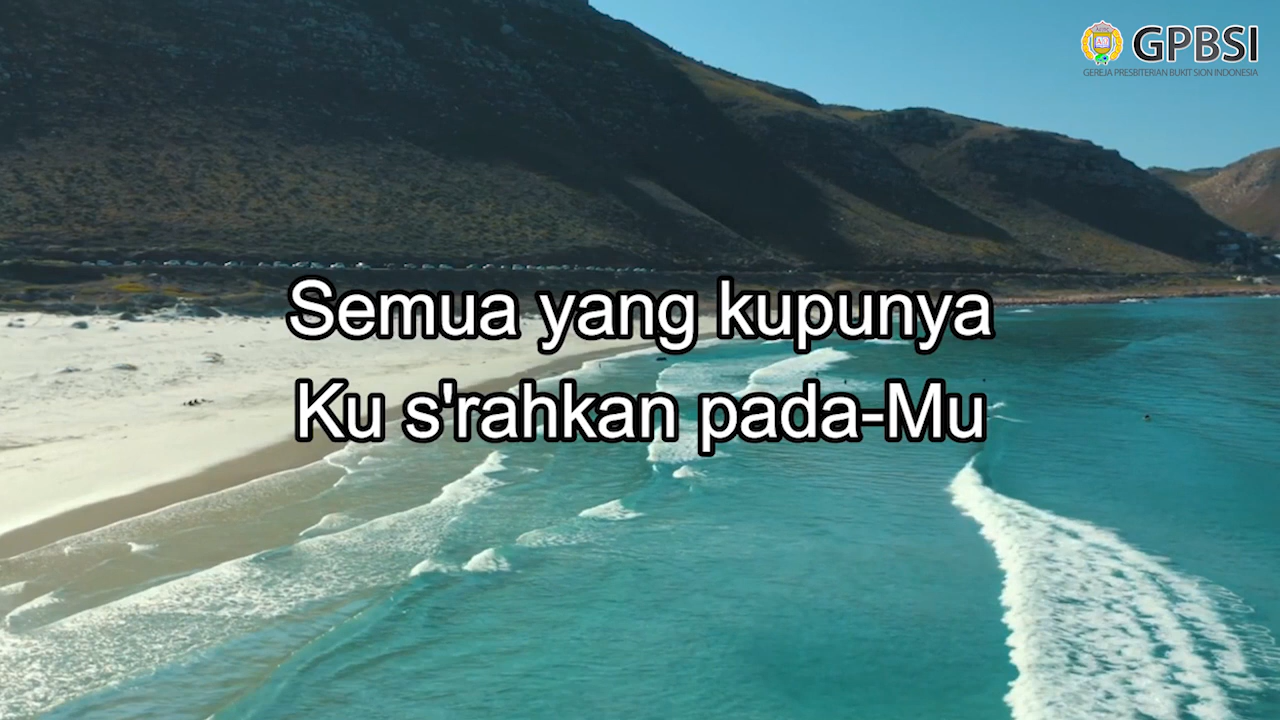 GPBSI
GEREJA PRESBITERIAN BUKIT SION INDONESIA
Semua yang kupunya
Ku s'rahkan pada-Mu